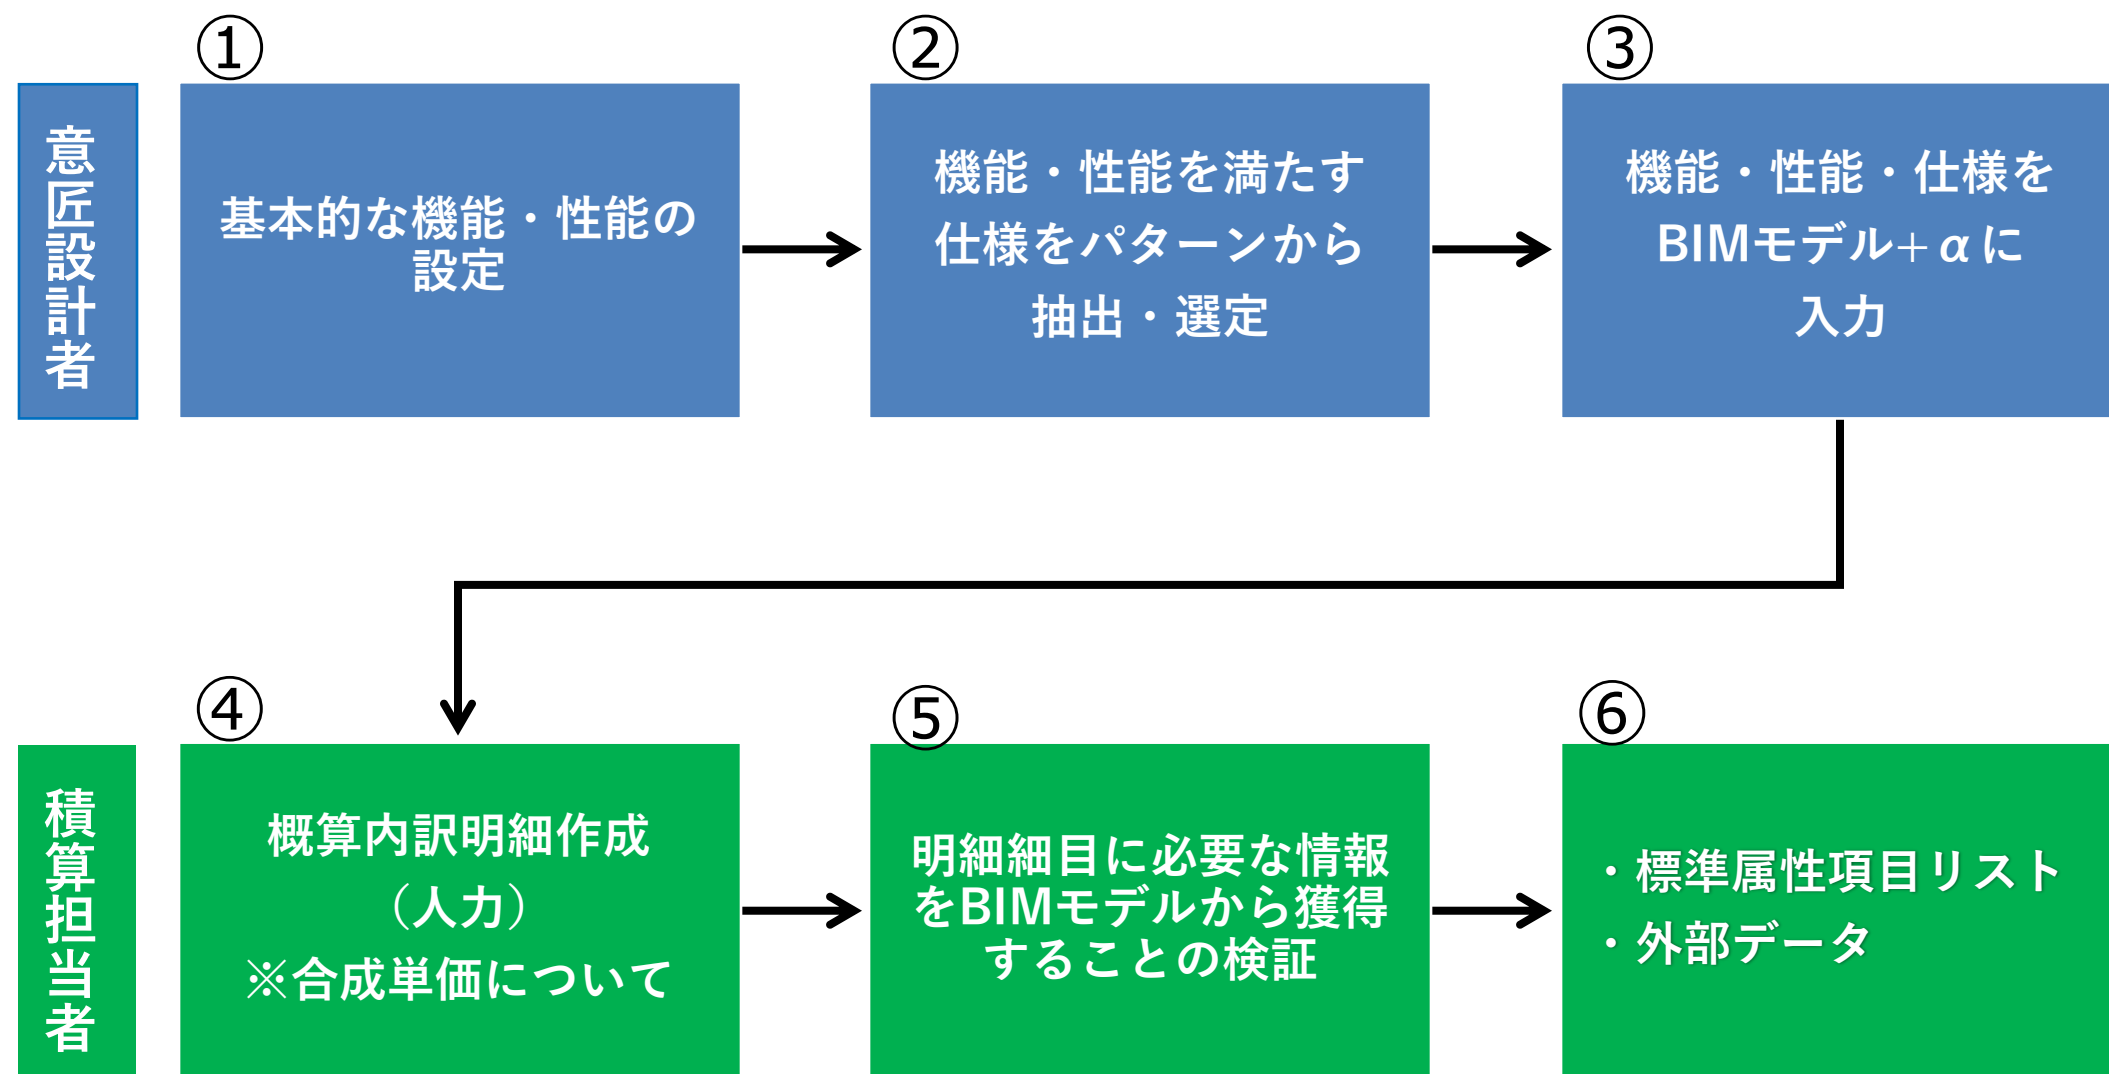 意匠設計者
①
基本的な機能・性能の
設定
②
機能・性能を満たす
仕様をパターンから
抽出・選定
③
機能・性能・仕様を
BIMモデル+αに
入力
積算担当者
④
概算内訳明細作成
（人力）
※合成単価について
⑤
明細細目に必要な情報
をBIMモデルから獲得
することの検証
⑥
・標準属性項目リスト
・外部データ